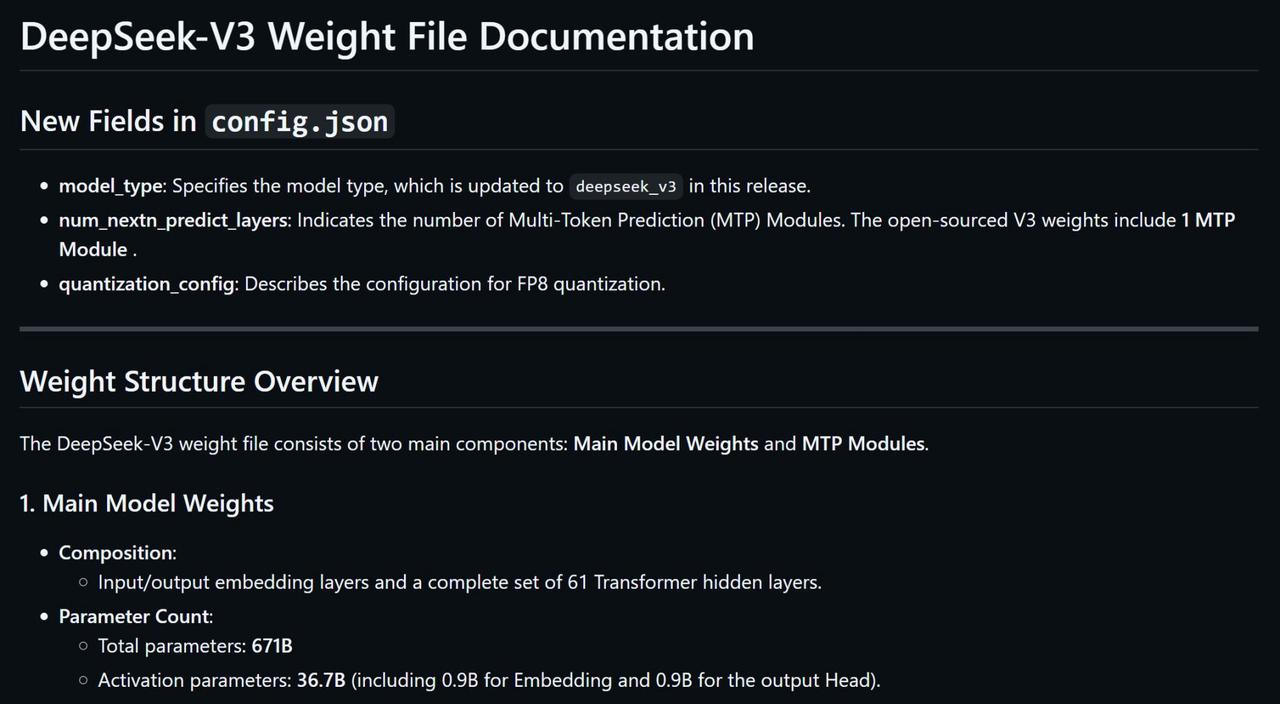 DeepSeek-V3 Weight File Documentation
New Fields in config.json
model_type: Specifies the model type, which is updated to deepseek_v3 in this release.
num_nextn_predict_layers: Indicates the number of Multi-Token Prediction (MTP) Modules. The open-sourced V3 weights include 1 MTP
Module .
quantization_config: Describes the configuration for FP8 quantization.
Weight Structure Overview
The DeepSeek-V3 weight file consists of two main components: Main Model Weights and MTP Modules.
1. Main Model Weights
Composition:
Input/output embedding layers and a complete set of 61 Transformer hidden layers.
Parameter Count:
Total parameters: 671B
Activation parameters: 36.7B (including 0.9B for Embedding and 0.9B for the output Head).